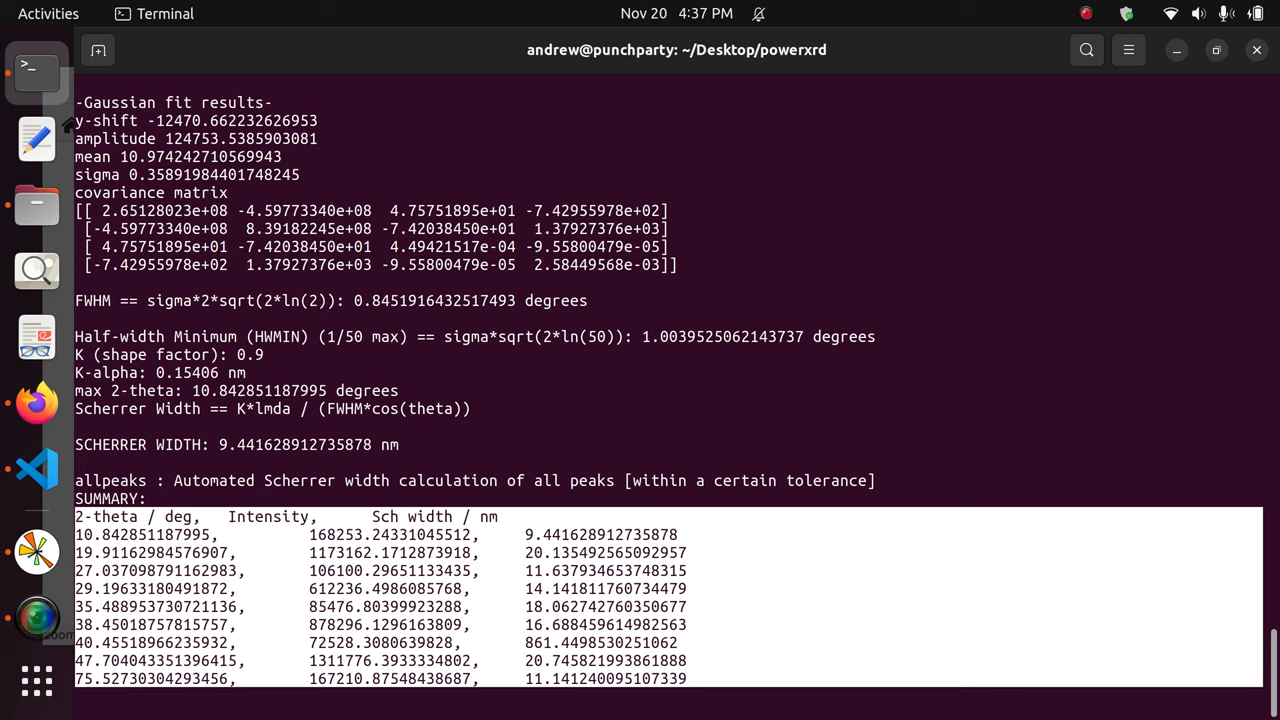 Activities
Terminal
Nov 20 4:37 PM
andrew@punchparty: ~/Desktop/powerxrd
-Gaussian fit results-
y-shift -12470.662232626953
amplitude 124753.5385903081
mean 10.974242710569943
sigma 0.35891984401748245
covariance matrix
[[ 2.65128023e+08 -4.59773340e+08 4.75751895e+01 -7.42955978e+02]
[-4.59773340e+08 8.39182245e+08 -7.42038450e+01 1.37927376e+03]
[ 4.75751895e+01 -7.42038450e+01 4.49421517e-04 -9.55800479e-05]
[-7.42955978e+02 1.37927376e+03 -9.55800479e-05 2.58449568e-03]]
FWHM == sigma*2*sqrt(2*ln(2)): 0.8451916432517493 degrees
Half-width Minimum (HWMIN) (1/50 max) == sigma*sqrt(2*ln(50)): 1.0039525062143737 degrees
K (shape factor): 0.9
K-alpha: 0.15406 nm
max 2-theta: 10.842851187995 degrees
Scherrer Width == K*lmda / (FWHM*cos(theta))
SCHERRER WIDTH: 9.441628912735878 nm
allpeaks : Automated Scherrer width calculation of all peaks [within a certain tolerance]
SUMMARY:
2-theta / deg, Intensity, Sch width / nm
10.842851187995, 168253.24331045512, 9.441628912735878
19.91162984576907, 1173162.1712873918, 20.135492565092957
27.037098791162983, 106100.29651133435, 11.637934653748315
29.19633180491872, 612236.4986085768, 14.141811760734479
35.488953730721136, 85476.80399923288, 18.062742760350677
38.45018757815757, 878296.1296163809, 16.688459614982563
40.45518966235932, 72528.3080639828, 861.4498530251062
47.704043351396415, 1311776.3933334802, 20.745821993861888
75.52730304293456, 167210.87548438687, 11.141240095107339
zoom